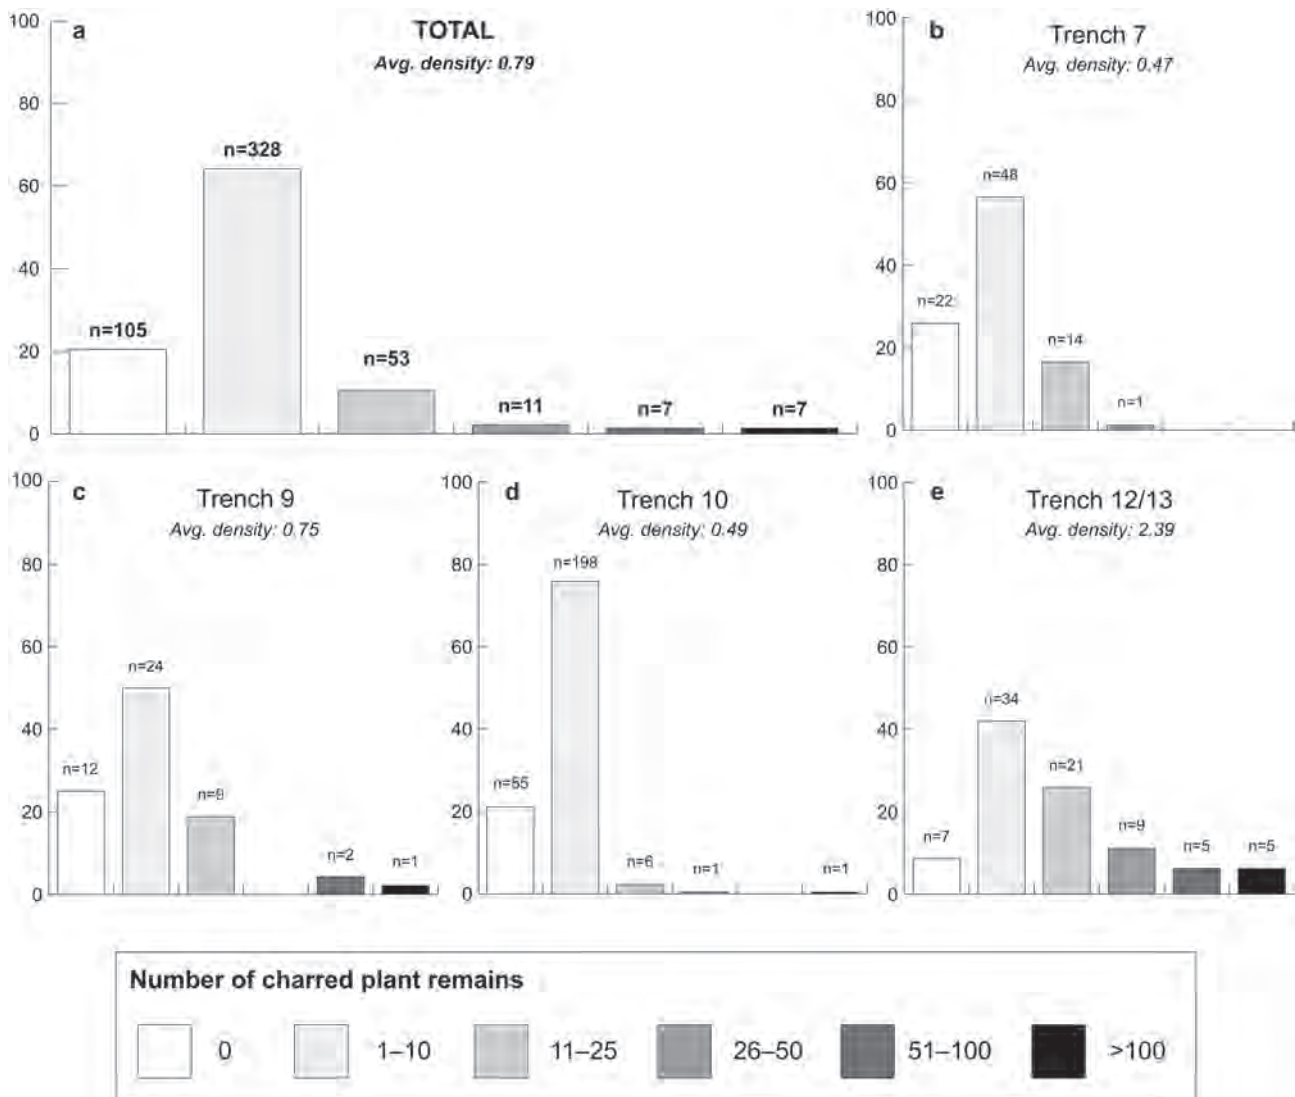 a
TOTAL
Avg. density: 0.79
100
80
60
40
20
0
n=105
n=328
n=53
n=11
n=7
n=7
b
Trench 7
Avg. density: 0.47
100
80
60
40
20
0
n=22
n=48
n=14
n=1
c
Trench 9
Avg. density: 0.75
100
80
60
40
20
0
n=12
n=24
n=9
n=2
n=1
d
Trench 10
Avg. density: 0.49
100
80
60
40
20
0
n=55
n=198
n=6
n=1
n=1
e
Trench 12/13
Avg. density: 2.39
100
80
60
40
20
0
n=7
n=34
n=21
n=9
n=5
n=5
Number of charred plant remains
0
1–10
11–25
26–50
51–100
>100